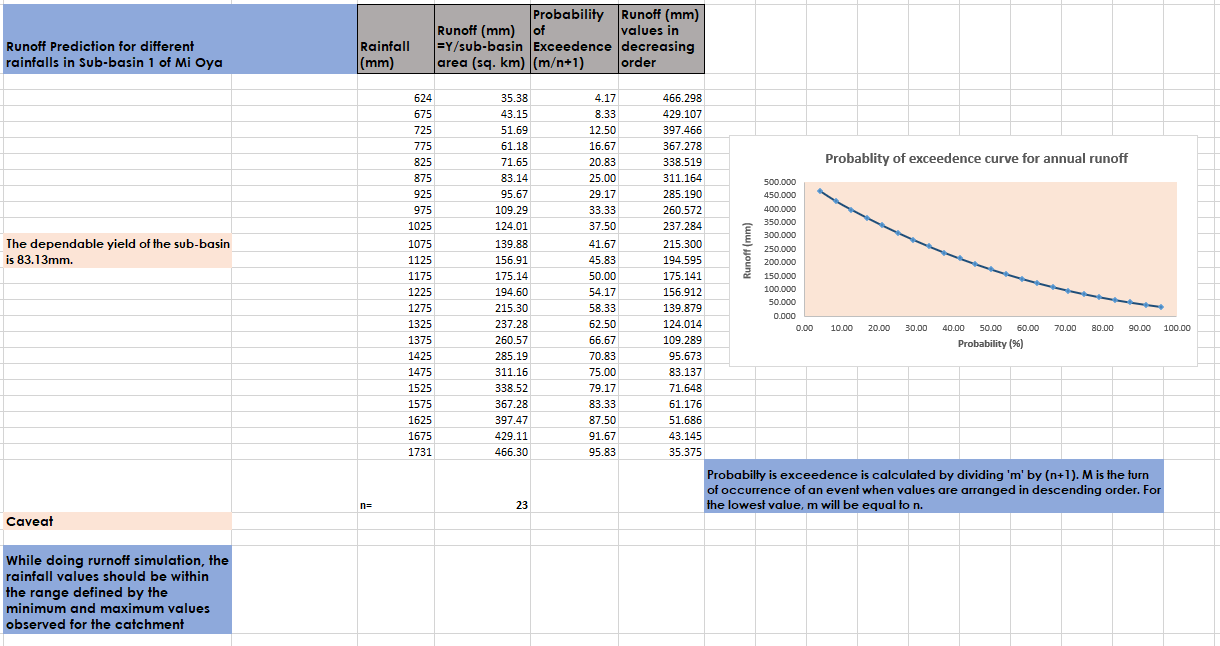 Runoff Prediction for different
rainfalls in Sub-basin 1 of Mi Oya
Rainfall
(mm)
Runoff (mm)
=Y/sub-basin
area (sq. km)
Probability
of
Exceedence
(m/n+1)
Runoff (mm)
values in
decreasing
order
624 35.38 4.17 466.298
675 43.15 8.33 429.107
725 51.69 12.50 397.466
775 61.18 16.67 367.278
825 71.65 20.83 338.519
875 83.14 25.00 311.164
925 95.67 29.17 285.190
975 109.29 33.33 260.572
1025 124.01 37.50 237.284
1075 139.88 41.67 215.300
1125 156.91 45.83 194.595
1175 175.14 50.00 175.141
1225 194.60 54.17 156.912
1275 215.30 58.33 139.879
1325 237.28 62.50 124.014
1375 260.57 66.67 109.289
1425 285.19 70.83 95.673
1475 311.16 75.00 83.137
1525 338.52 79.17 71.648
1575 367.28 83.33 61.176
1625 397.47 87.50 51.686
1675 429.11 91.67 43.145
1731 466.30 95.83 35.375
n= 23
The dependable yield of the sub-basin
is 83.13mm.
Probablity of exceedence curve for annual runoff
500.000
450.000
400.000
350.000
300.000
250.000
200.000
150.000
100.000
50.000
0.000
Runoff (mm)
0.00 10.00 20.00 30.00 40.00 50.00 60.00 70.00 80.00 90.00 100.00
Probability (%)
Probabilty is exceedence is calculated by dividing 'm' by (n+1). M is the turn
of occurrence of an event when values are arranged in descending order. For
the lowest value, m will be equal to n.
Caveat
While doing rurnoff simulation, the
rainfall values should be within
the range defined by the
minimum and maximum values
observed for the catchment